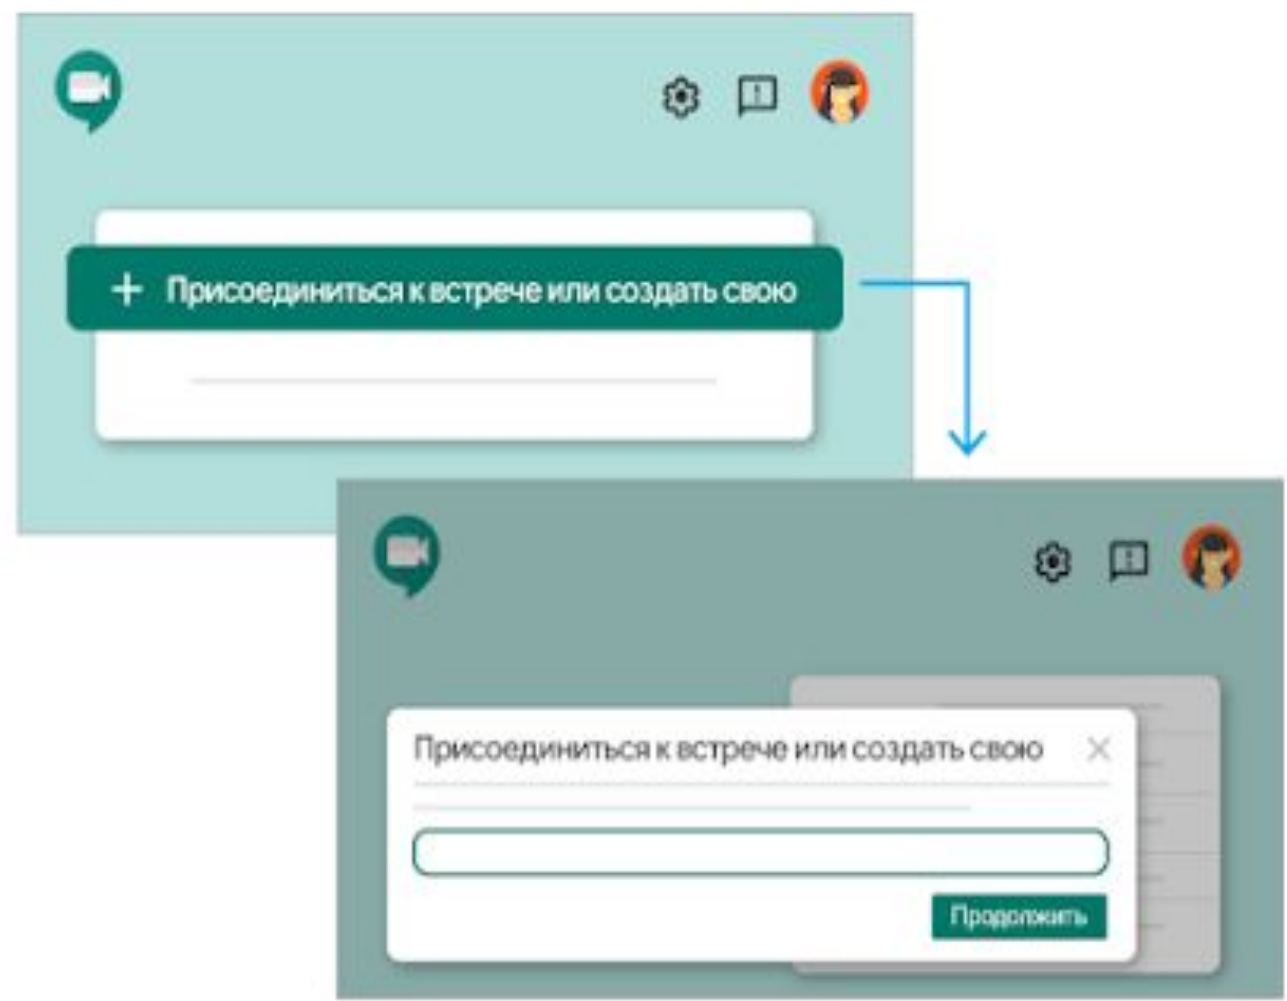 + Присоединиться к встрече или создать свою
Присоединиться к встрече или создать свою
Продолжить